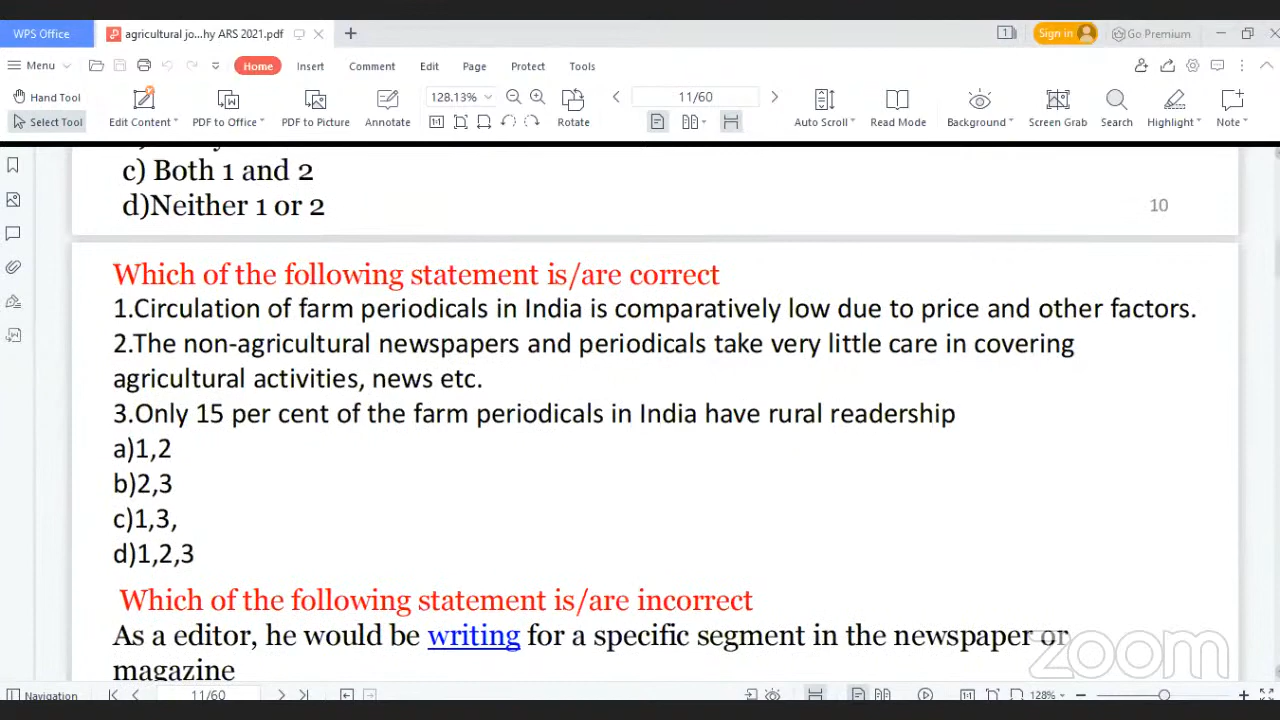 WPS Office
agricultural jo...hy ARS 2021.pdf
1
Sign in
Go Premium
Menu
Home
Insert
Comment
Edit
Page
Protect
Tools
Hand Tool
Select Tool
Edit Content
PDF to Office
PDF to Picture
Annotate
128.13%
Rotate
11/60
Auto Scroll
Read Mode
Background
Screen Grab
Search
Highlight
Note
c) Both 1 and 2
d)Neither 1 or 2
10
Which of the following statement is/are correct
1.Circulation of farm periodicals in India is comparatively low due to price and other factors.
2.The non-agricultural newspapers and periodicals take very little care in covering
agricultural activities, news etc.
3.Only 15 per cent of the farm periodicals in India have rural readership
a)1,2
b)2,3
c)1,3,
d)1,2,3
Which of the following statement is/are incorrect
As a editor, he would be writing for a specific segment in the newspaper or
magazine
zoom
Navigation
11/60
128%